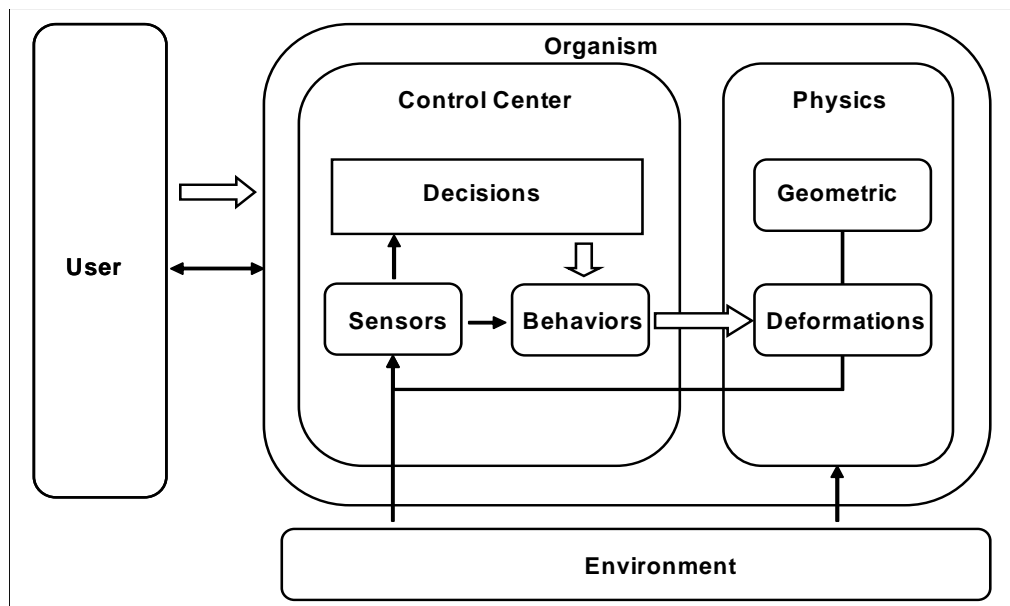 Organism
Control Center
Physics
Decisions
Geometric
User
Sensors
Behaviors
Deformations
Environment